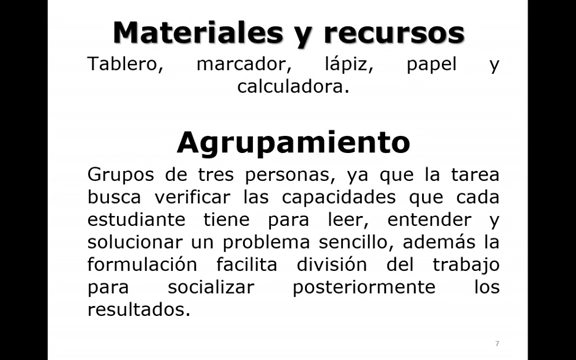 Materiales y recursos
Tablero, marcador, lápiz, papel y
calculadora.
Agrupamiento
Grupos de tres personas, ya que la tarea
busca verificar las capacidades que cada
estudiante tiene para leer, entender y
solucionar un problema sencillo, además la
formulación facilita división del trabajo
para socializar posteriormente los
resultados.
7